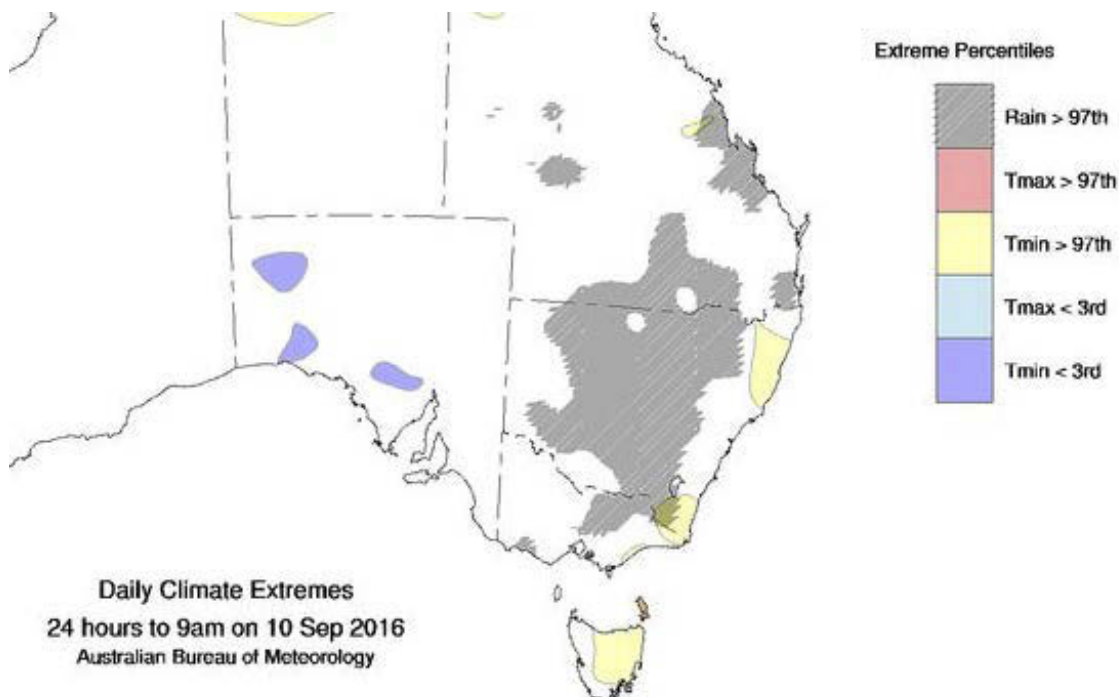 Extreme Percentiles
Rain > 97th
Tmax > 97th
Tmin > 97th
Tmax < 3rd
Tmin < 3rd
Daily Climate Extremes
24 hours to 9am on 10 Sep 2016
Australian Bureau of Meteorology